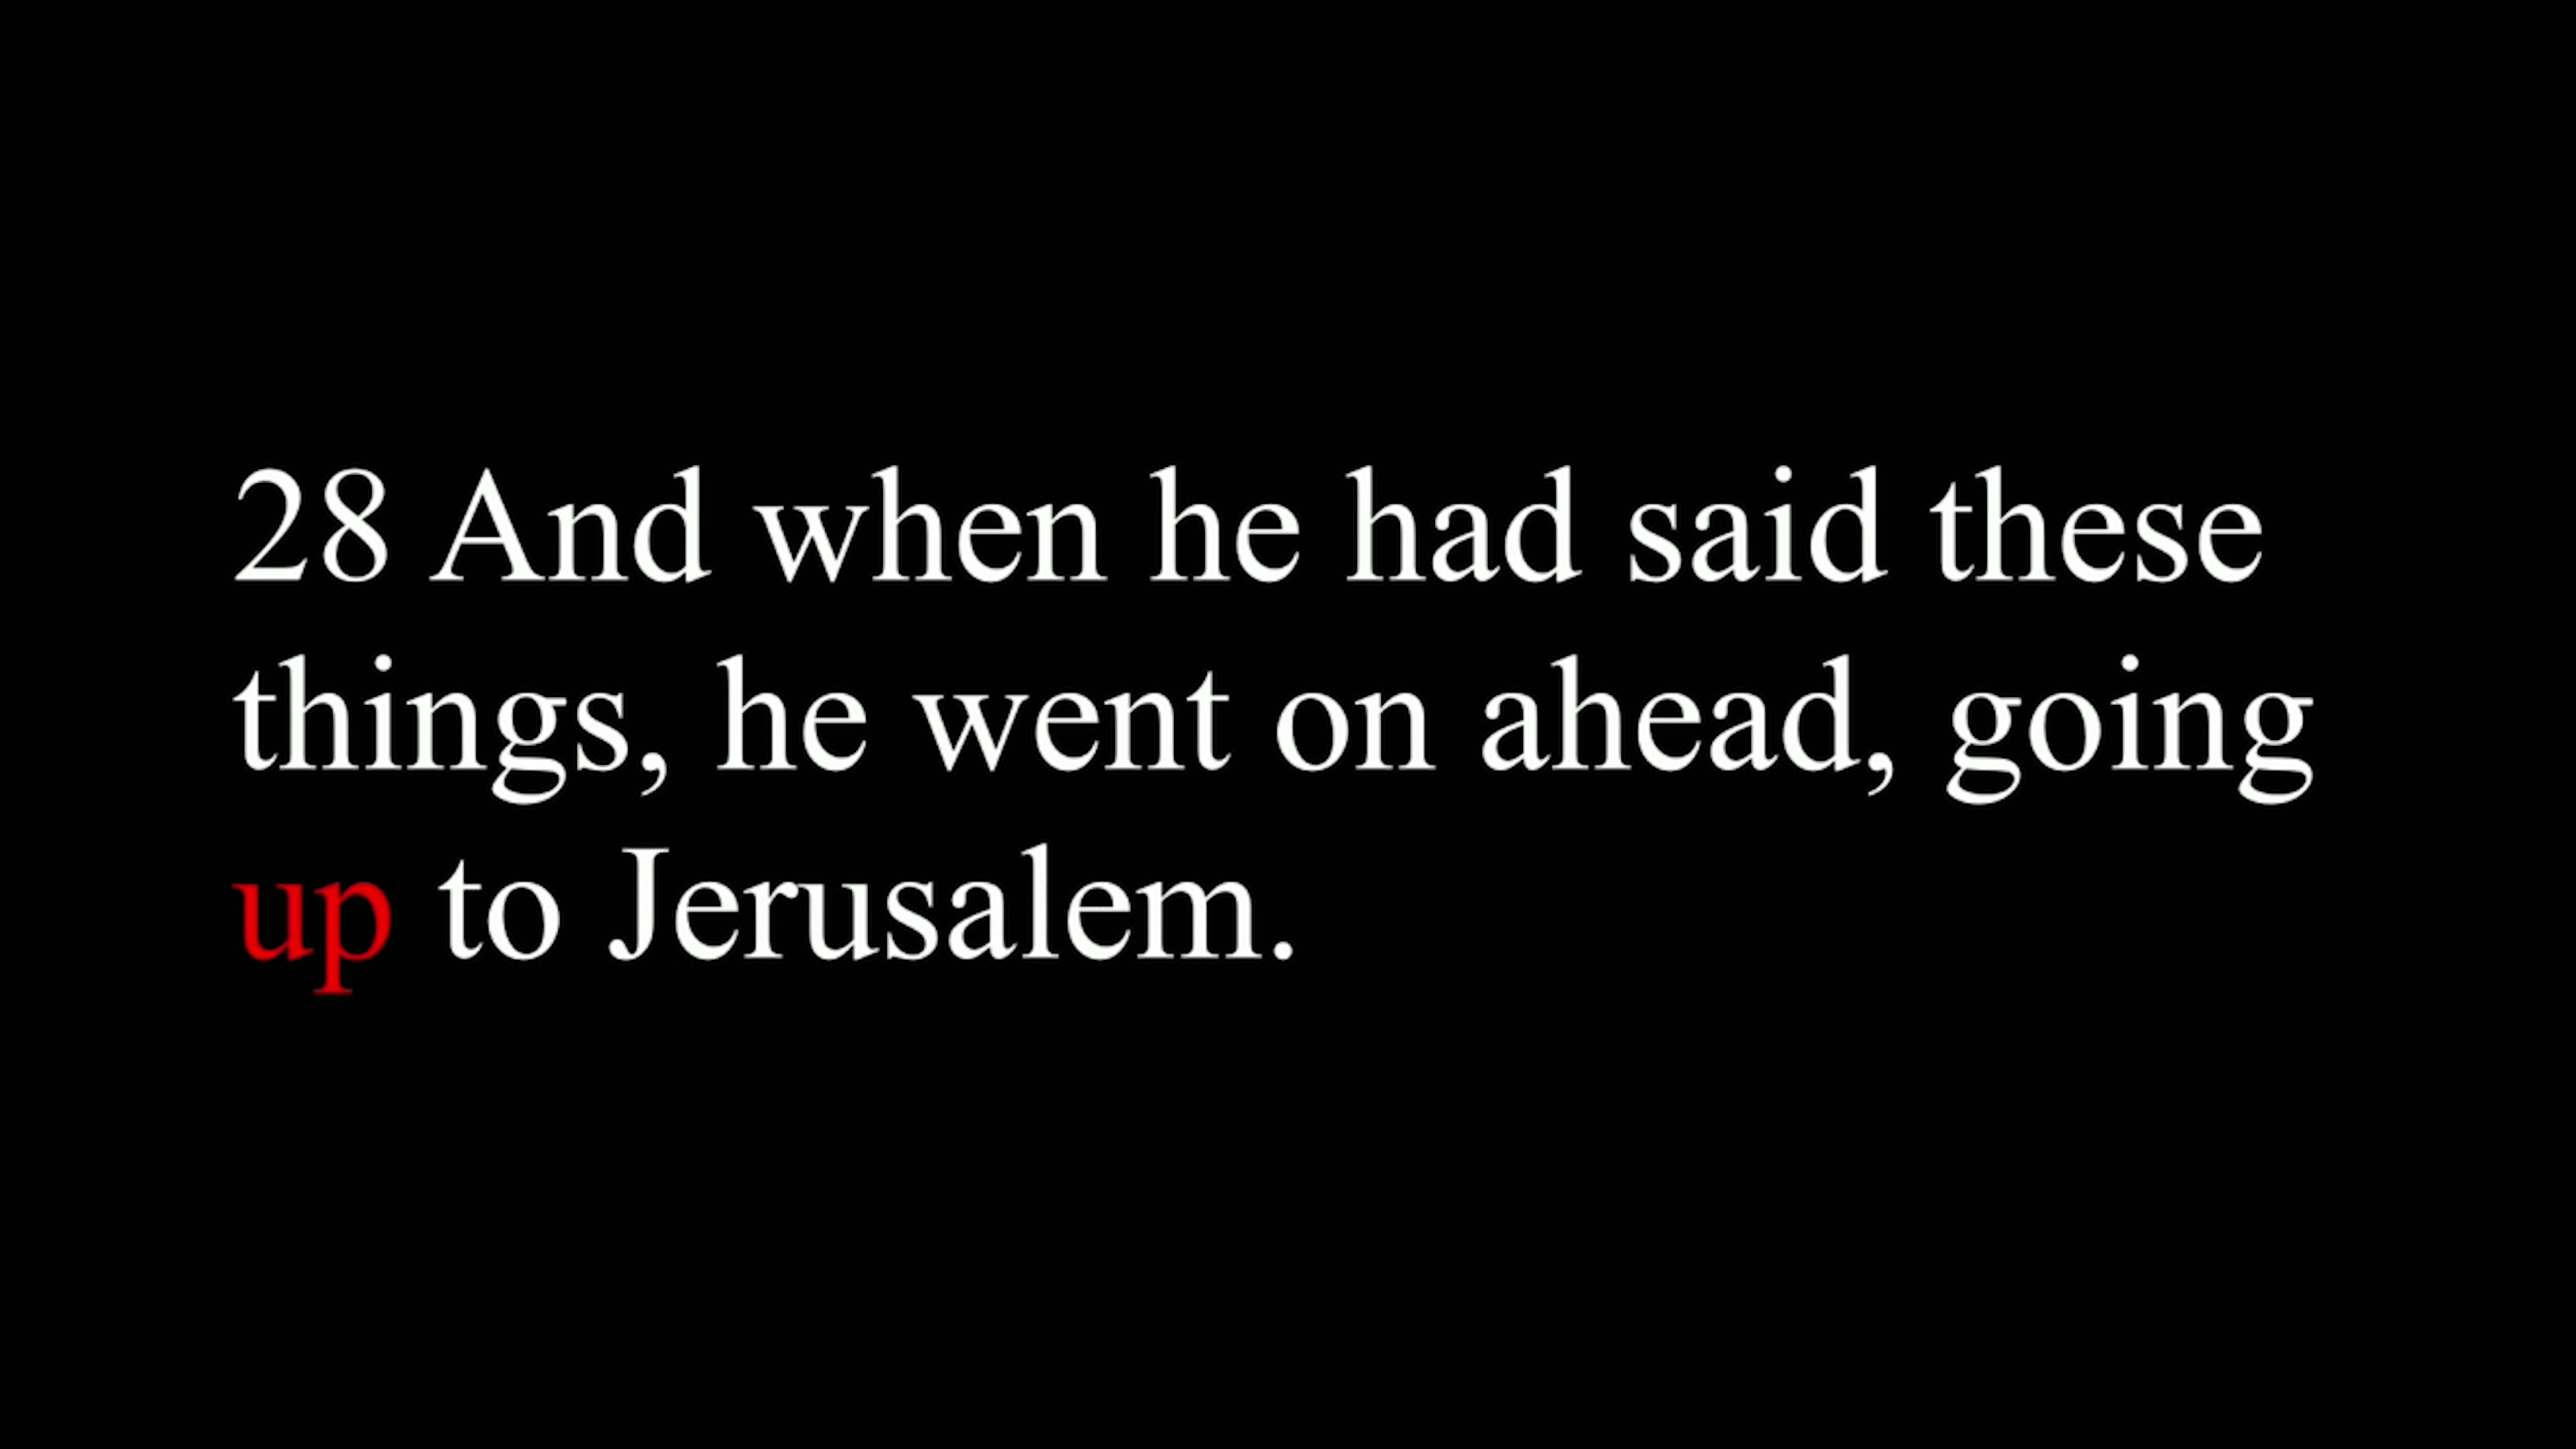 28 And when he had said these
things, he went on ahead, going
up to Jerusalem.